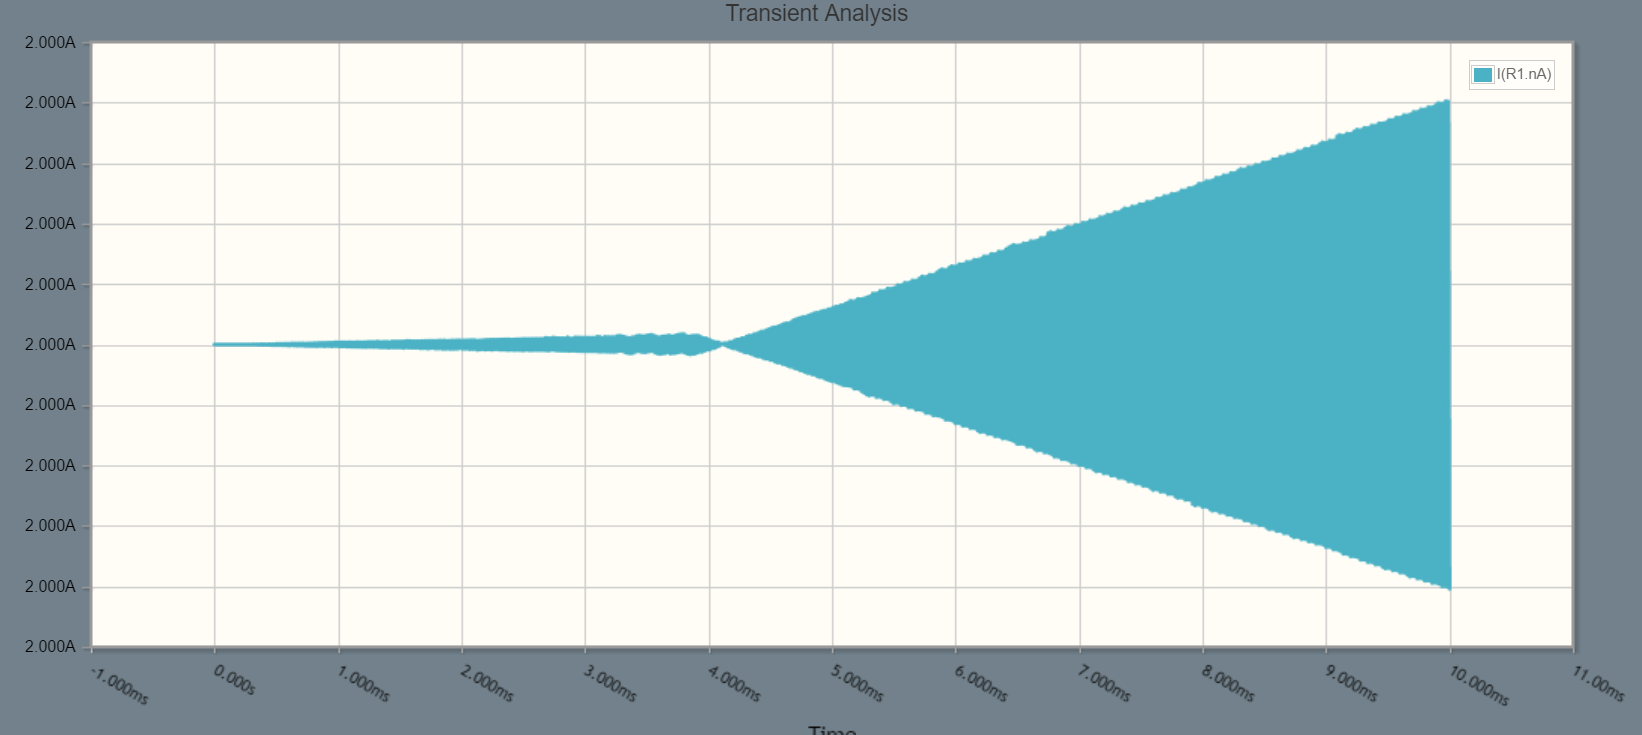 Transient Analysis
2.000A
2.000A
2.000A
2.000A
2.000A
2.000A
2.000A
2.000A
2.000A
2.000A
2.000A
I(R1.nA)
-1.000ms
0.000s
1.000ms
2.000ms
3.000ms
4.000ms
5.000ms
6.000ms
7.000ms
8.000ms
9.000ms
10.000ms
11.00ms
Time